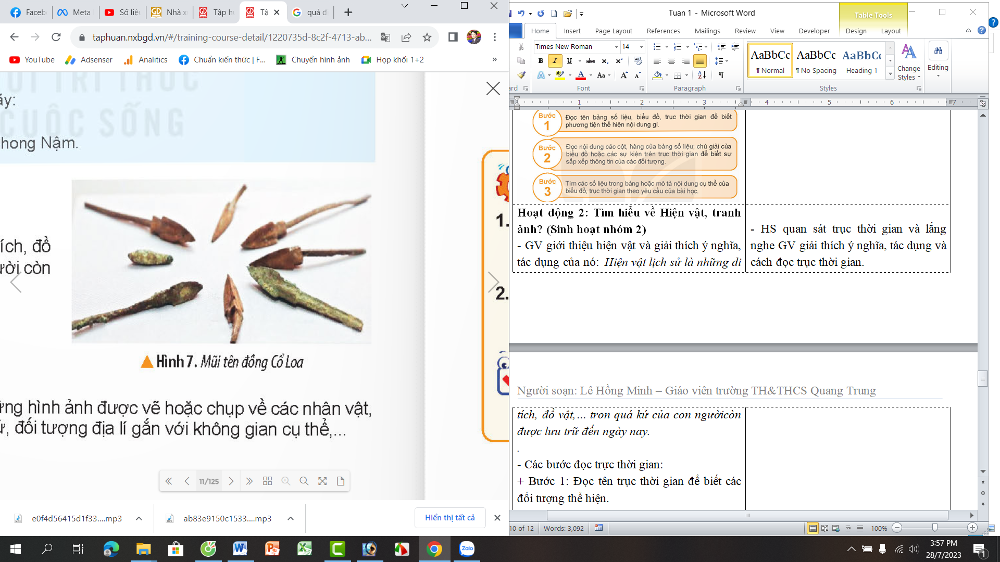 Faceb
Meta
Số liệu
Nhà x
Tập h
Tậ
quả đ
Tuan 1 - Microsoft Word
Table Tools
taphuan.nxbgd.vn/#/training-course-detail/1220735d-8c2f-4713-ab...
Home
Insert
Page Layout
References
Mailings
Review
View
Developer
Design
Layout
YouTube
Adsenser
Analitics
Chuẩn kiến thức | F...
Chuyển hình ảnh
Họp khối 1+2
»
Times New Roman
14
AaBbCc
AaBbCc
AaBbCc
¶ Normal
¶ No Spacing
Heading 1
Change
Styles
Editing
Font
Paragraph
Styles
1
2
3
4
5
6
7
ỐI TRI THỨC
CUỘC SỐNG
ấy:
hong Nậm.
ích, đồ
ười còn
Hình 7. Mũi tên đồng Cổ Loa
ững hình ảnh được vẽ hoặc chụp về các nhân vật,
ử, đối tượng địa lí gắn với không gian cụ thể,...
1.
2.
11/125
Bước
1
Đọc tên bảng số liệu, biểu đồ, trục thời gian để biết
phương tiện thể hiện nội dung gì.
Bước
2
Đọc nội dung các cột, hàng của bảng số liệu; chú giải của
biểu đồ hoặc các sự kiện trên trục thời gian để biết sự
sắp xếp thông tin của các đối tượng.
Bước
3
Tìm các số liệu trong bảng hoặc mô tả nội dung cụ thể của
biểu đồ, trục thời gian theo yêu cầu của bài học.
Hoạt động 2: Tìm hiểu về Hiện vật, tranh
ảnh? (Sinh hoạt nhóm 2)
- GV giới thiệu hiện vật và giải thích ý nghĩa,
tác dụng của nó: Hiện vật lịch sử là những di
- HS quan sát trục thời gian và lắng
nghe GV giải thích ý nghĩa, tác dụng và
cách đọc trục thời gian.
Người soạn: Lê Hồng Minh – Giáo viên trường TH&THCS Quang Trung
tích, đồ vật,... tron quá kứ của con ngườicòn
được lưu trữ đến ngày nay.
.
- Các bước đọc trực thời gian:
+ Bước 1: Đọc tên trục thời gian để biết các
đối tượng thể hiện.
e0f4d56415d1f33....mp3
ab83e9150c1533....mp3
Hiển thị tất cả
10 of 12
Words: 3,092
100%
Zalo
3:57 PM
28/7/2023
1